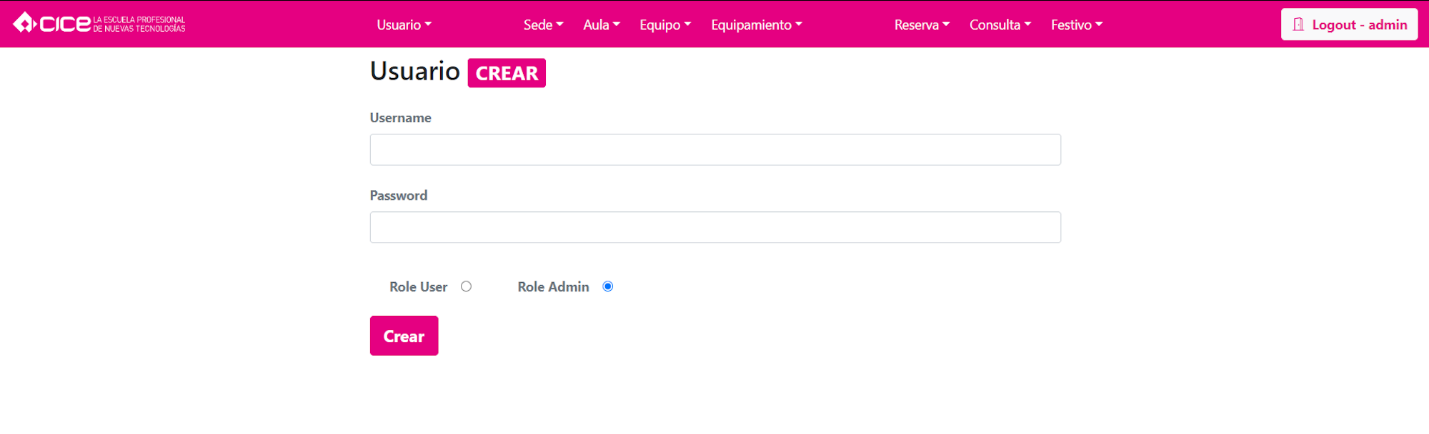 CICE LA ESCUELA PROFESIONAL
DE NUEVAS TECNOLOGÍAS
Usuario Sede Aula Equipo Equipamiento Reserva Consulta Festivo Logout - admin
Usuario CREAR
Username
Password
Role User Role Admin
Crear